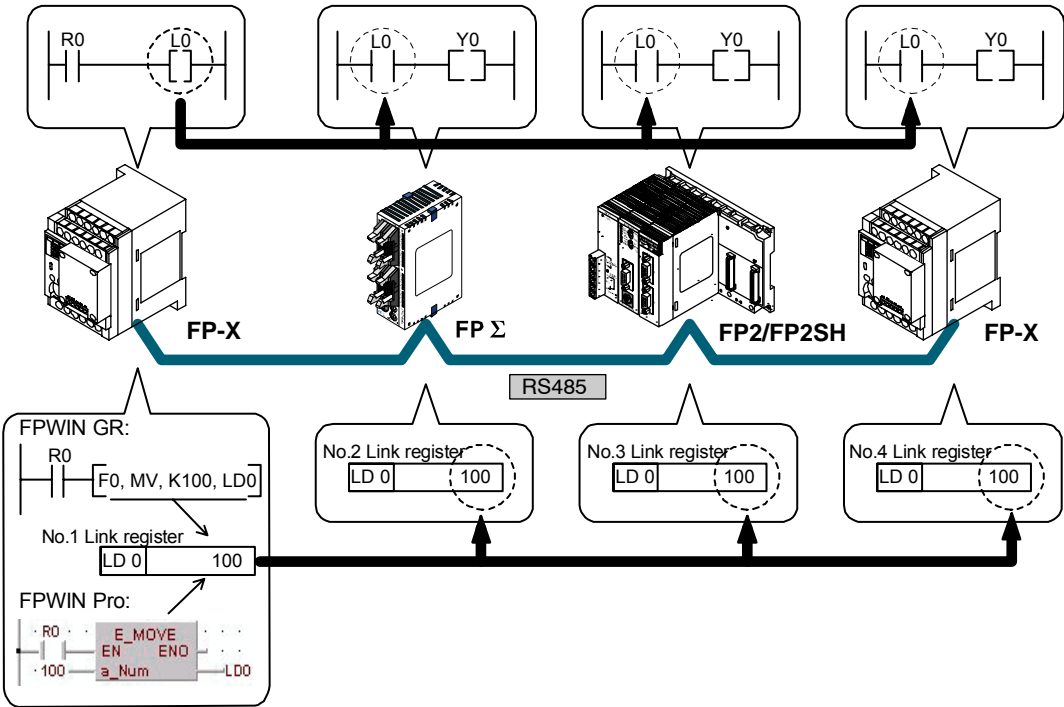 R0 L0
L0 Y0
L0 Y0
L0 Y0
FP-X
FP Σ
FP2/FP2SH
FP-X
RS485
FPWIN GR:
R0
F0, MV, K100, LD0
No.1 Link register
LD 0 100
FPWIN Pro:
R0 E_MOVE
EN ENO
100 a_Num LD0
No.2 Link register
LD 0 100
No.3 Link register
LD 0 100
No.4 Link register
LD 0 100